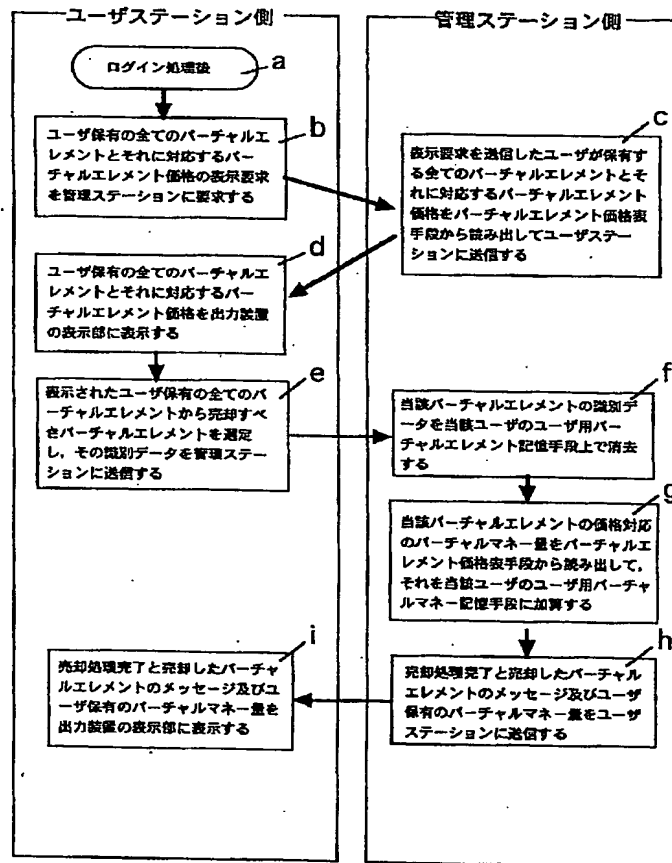 ユーザステーション側
管理ステーション側
ログイン処理後
a
b
ユーザ保有の全てのバーチャルエ
レメントとそれに対応するバー
チャルエレメント価格の表示要求
を管理ステーションに要求する
c
表示要求を送信したユーザが保有す
る全てのバーチャルエレメントとそ
れに対応するバーチャルエレメント
価格をバーチャルエレメント価格表
手段から読み出してユーザステー
ションに送信する
d
ユーザ保有の全てのバーチャルエ
レメントとそれに対応するバー
チャルエレメント価格を出力装置
の表示部に表示する
e
表示されたユーザ保有の全てのバ
ーチャルエレメントから売却すべ
きバーチャルエレメントを選定
し，その識別データを管理ステー
ションに送信する
f
当該バーチャルエレメントの識別デ
ータを当該ユーザのユーザ用バー
チャルエレメント記憶手段上で消去
する
g
当該バーチャルエレメントの価格対応
のバーチャルマネー量をバーチャルエ
レメント価格表手段から読み出して，
それを当該ユーザのユーザ用バーチ
ャルマネー記憶手段に加算する
h
売却処理完了と売却したバーチャル
エレメントのメッセージ及びユーザ
保有のバーチャルマネー量をユーザ
ステーションに送信する
i
売却処理完了と売却したバーチャ
ルエレメントのメッセージ及びユ
ーザ保有のバーチャルマネー量を
出力装置の表示部に表示する